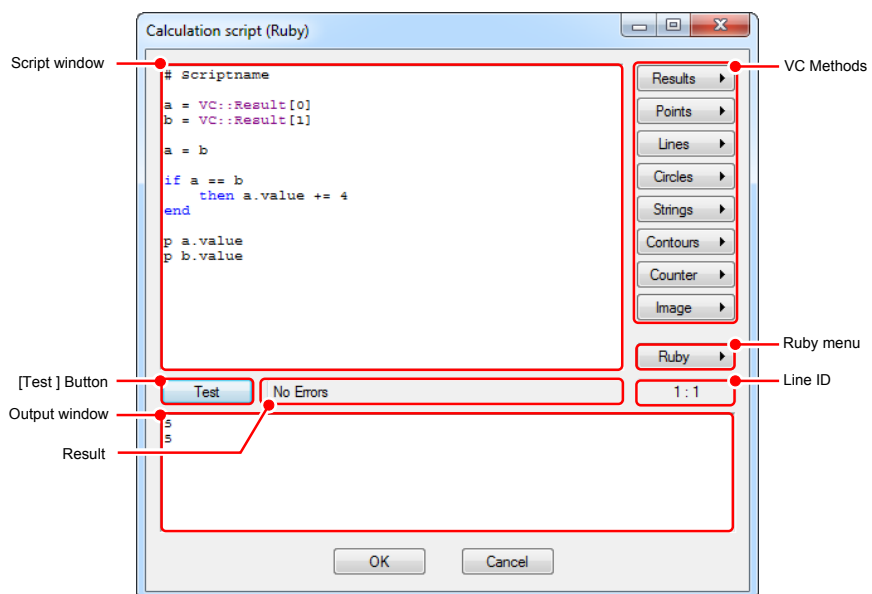 Calculation script (Ruby)
Script window
# Scriptname
a = VC::Result[0]
b = VC::Result[1]
a = b
if a == b
then a.value += 4
end
p a.value
p b.value
Results
Points
Lines
Circles
Strings
Contours
Counter
Image
VC Methods
Ruby
Ruby menu
[Test ] Button
Test
No Errors
1 : 1
Line ID
Output window
5
5
Result
OK
Cancel